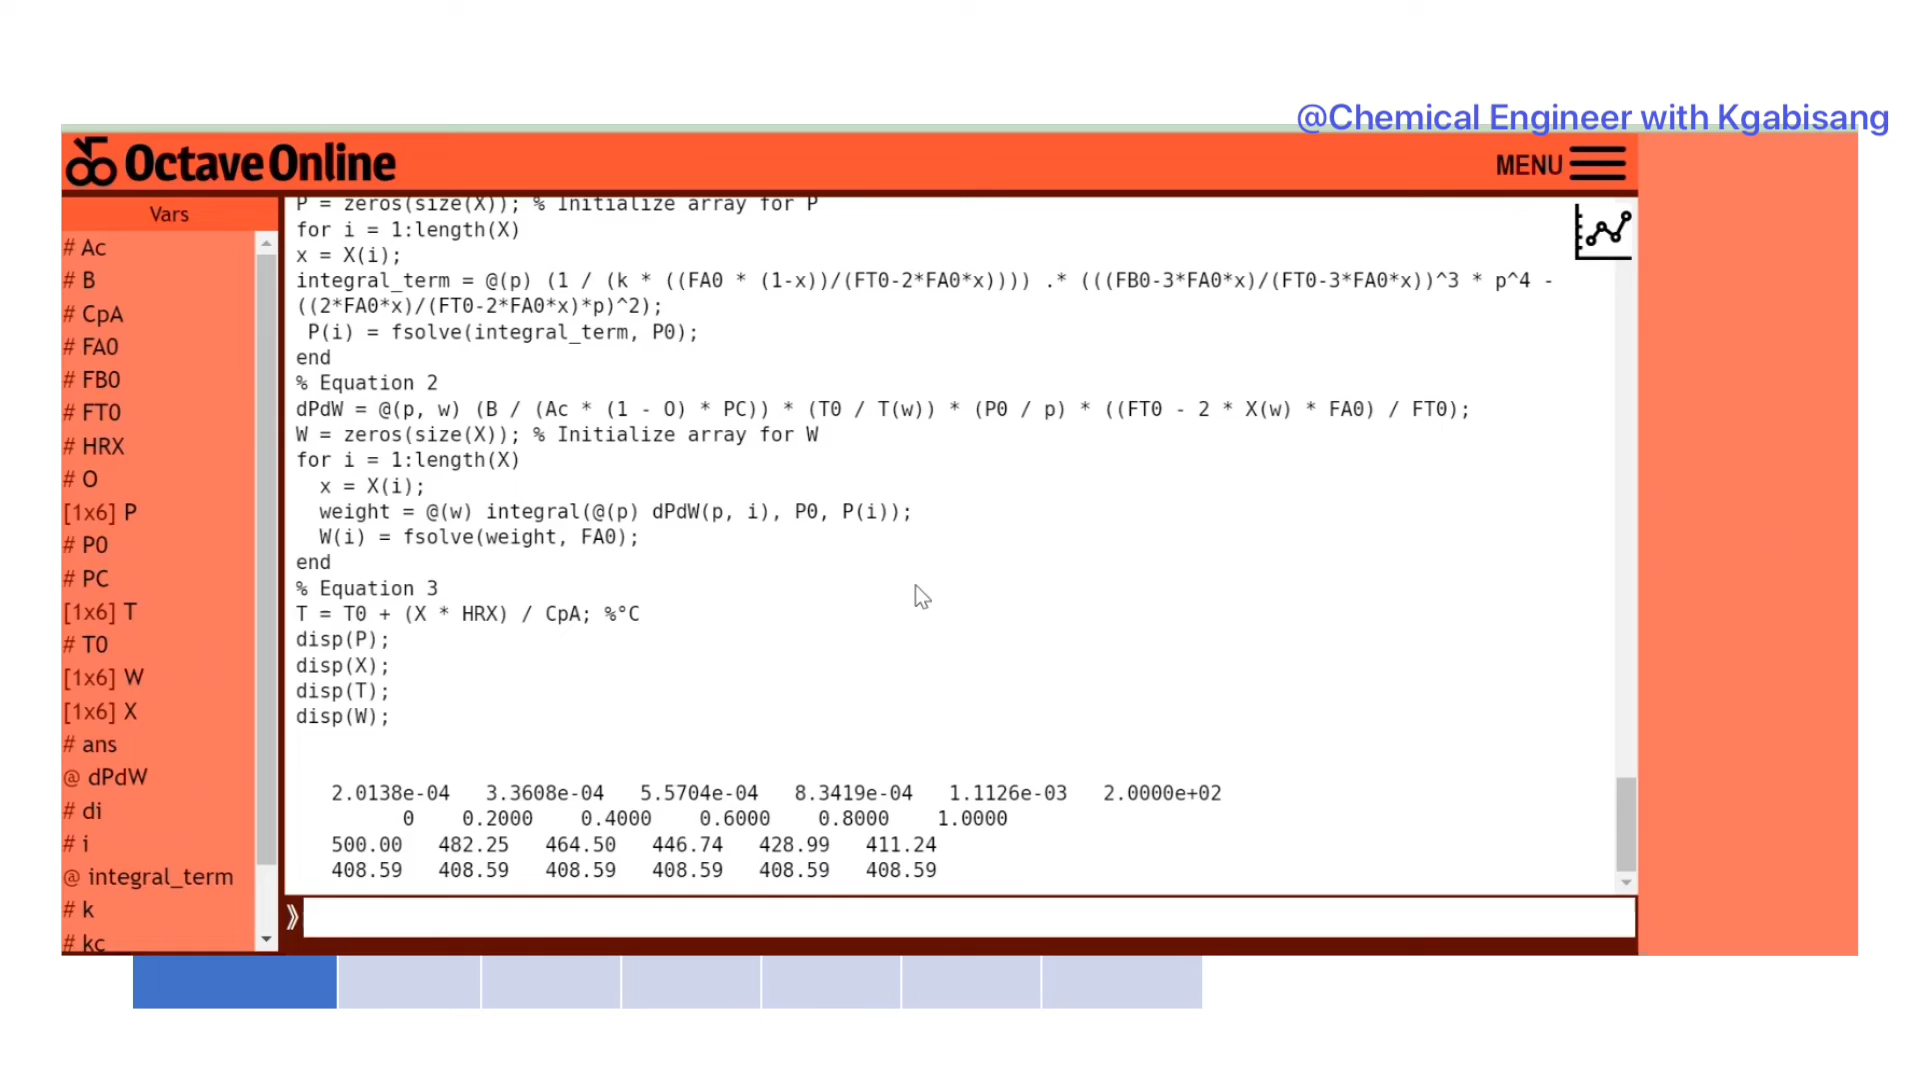 @Chemical Engineer with Kgabisang
Octave Online
MENU
Vars
# Ac
# B
# CpA
# FA0
# FB0
# FT0
# HRX
# O
[1x6] P
# P0
# PC
[1x6] T
# T0
[1x6] W
[1x6] X
# ans
@ dPdW
# di
# i
@ integral_term
# k
# kc
P = zeros(size(X)); % Initialize array for P
for i = 1:length(X)
x = X(i);
integral_term = @(p) (1 / (k * ((FA0 * (1-x))/(FT0-2*FA0*x)))) .* (((FB0-3*FA0*x)/(FT0-3*FA0*x))^3 * p^4 -
((2*FA0*x)/(FT0-2*FA0*x)*p)^2);
P(i) = fsolve(integral_term, P0);
end
% Equation 2
dPdW = @(p, w) (B / (Ac * (1 - O) * PC)) * (T0 / T(w)) * (P0 / p) * ((FT0 - 2 * X(w) * FA0) / FT0);
W = zeros(size(X)); % Initialize array for W
for i = 1:length(X)
x = X(i);
weight = @(w) integral(@(p) dPdW(p, i), P0, P(i));
W(i) = fsolve(weight, FA0);
end
% Equation 3
T = T0 + (X * HRX) / CpA; %°C
disp(P);
disp(X);
disp(T);
disp(W);
2.0138e-04 3.3608e-04 5.5704e-04 8.3419e-04 1.1126e-03 2.0000e+02
0 0.2000 0.4000 0.6000 0.8000 1.0000
500.00 482.25 464.50 446.74 428.99 411.24
408.59 408.59 408.59 408.59 408.59 408.59